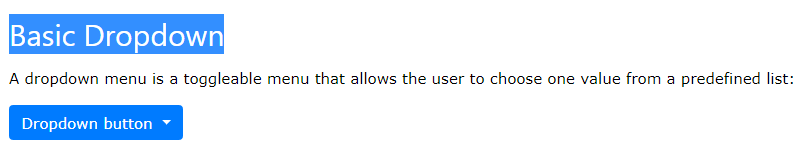 Basic Dropdown
A dropdown menu is a toggleable menu that allows the user to choose one value from a predefined list:
Dropdown button